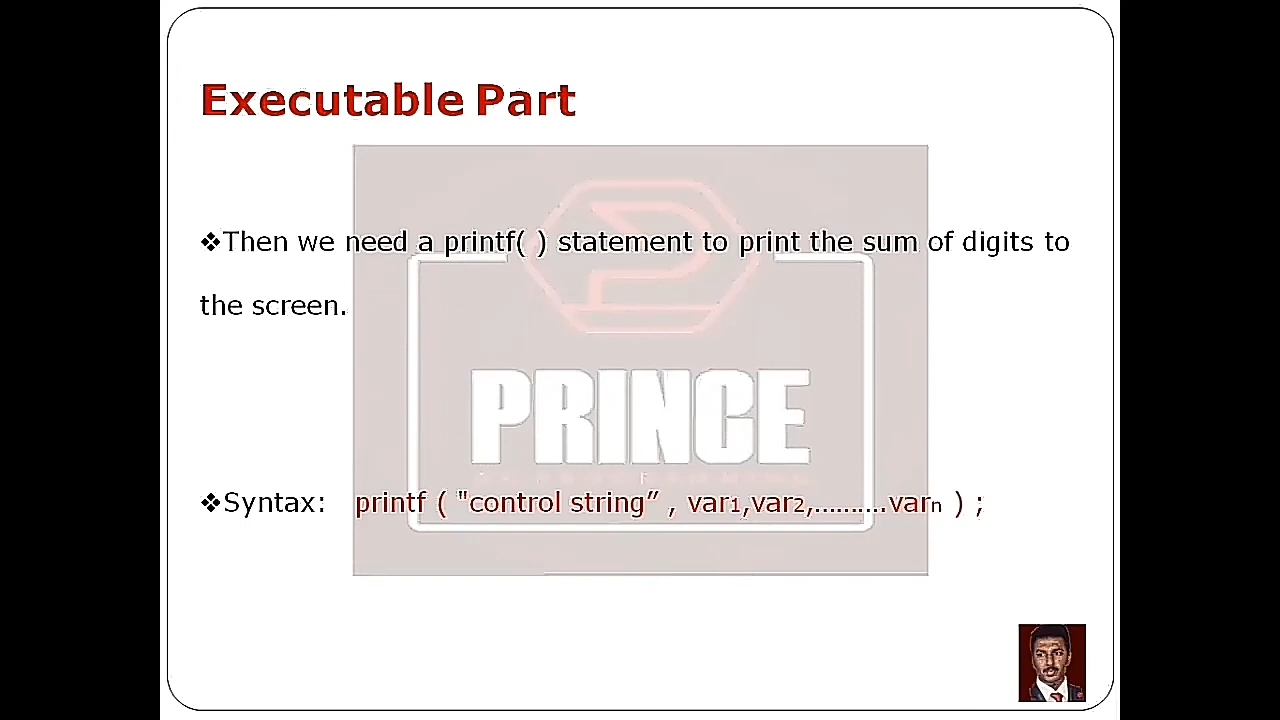 Executable Part
❖Then we need a printf( ) statement to print the sum of digits to
the screen.
PRINCE
❖Syntax: printf ( "control string” , var1,var2,..........varn ) ;